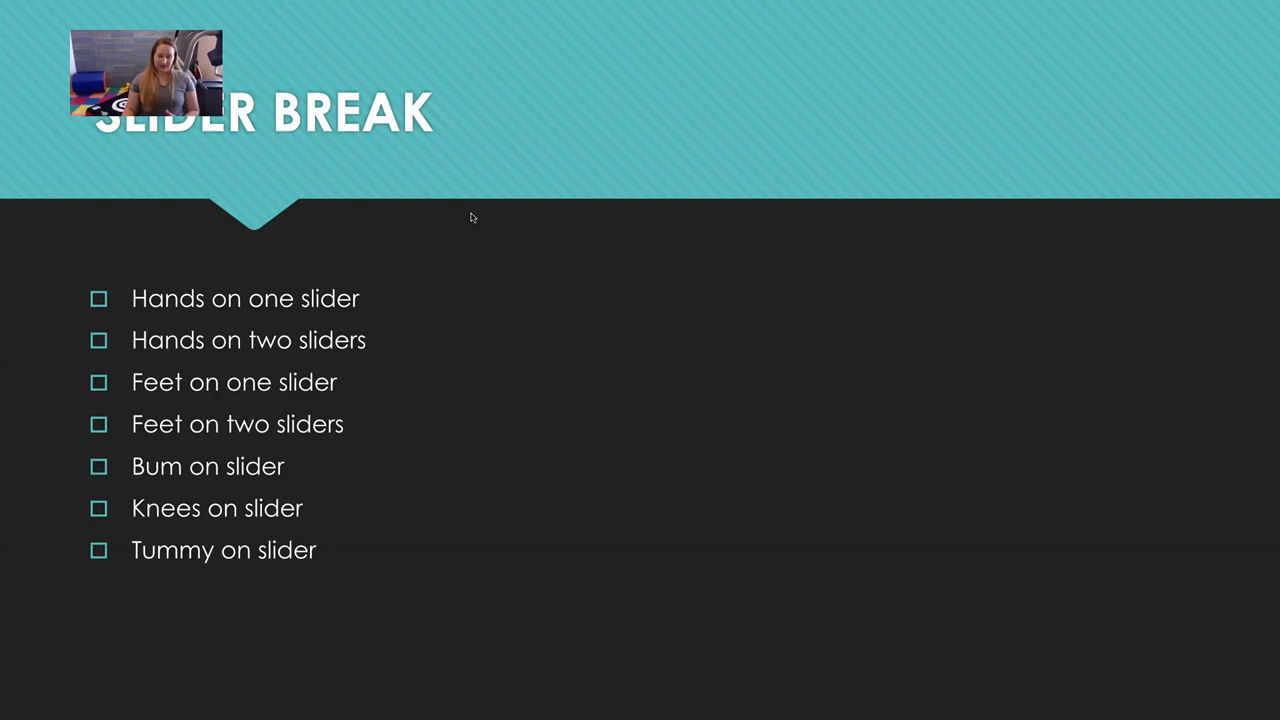 SLIDER BREAK
Hands on one slider
Hands on two sliders
Feet on one slider
Feet on two sliders
Bum on slider
Knees on slider
Tummy on slider